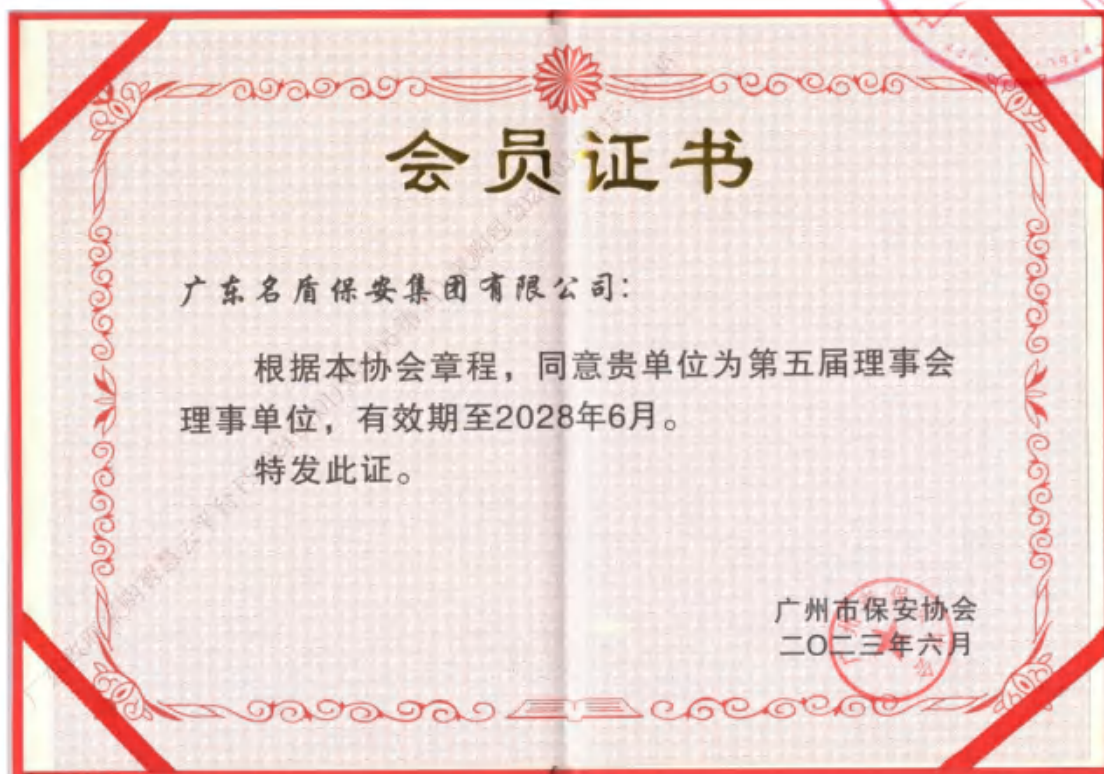 会员证书
广东名盾保安集团有限公司：
根据本协会章程，同意贵单位为第五届理事会
理事单位，有效期至2028年6月。
特发此证。
广州市保安协会
二〇二三年六月